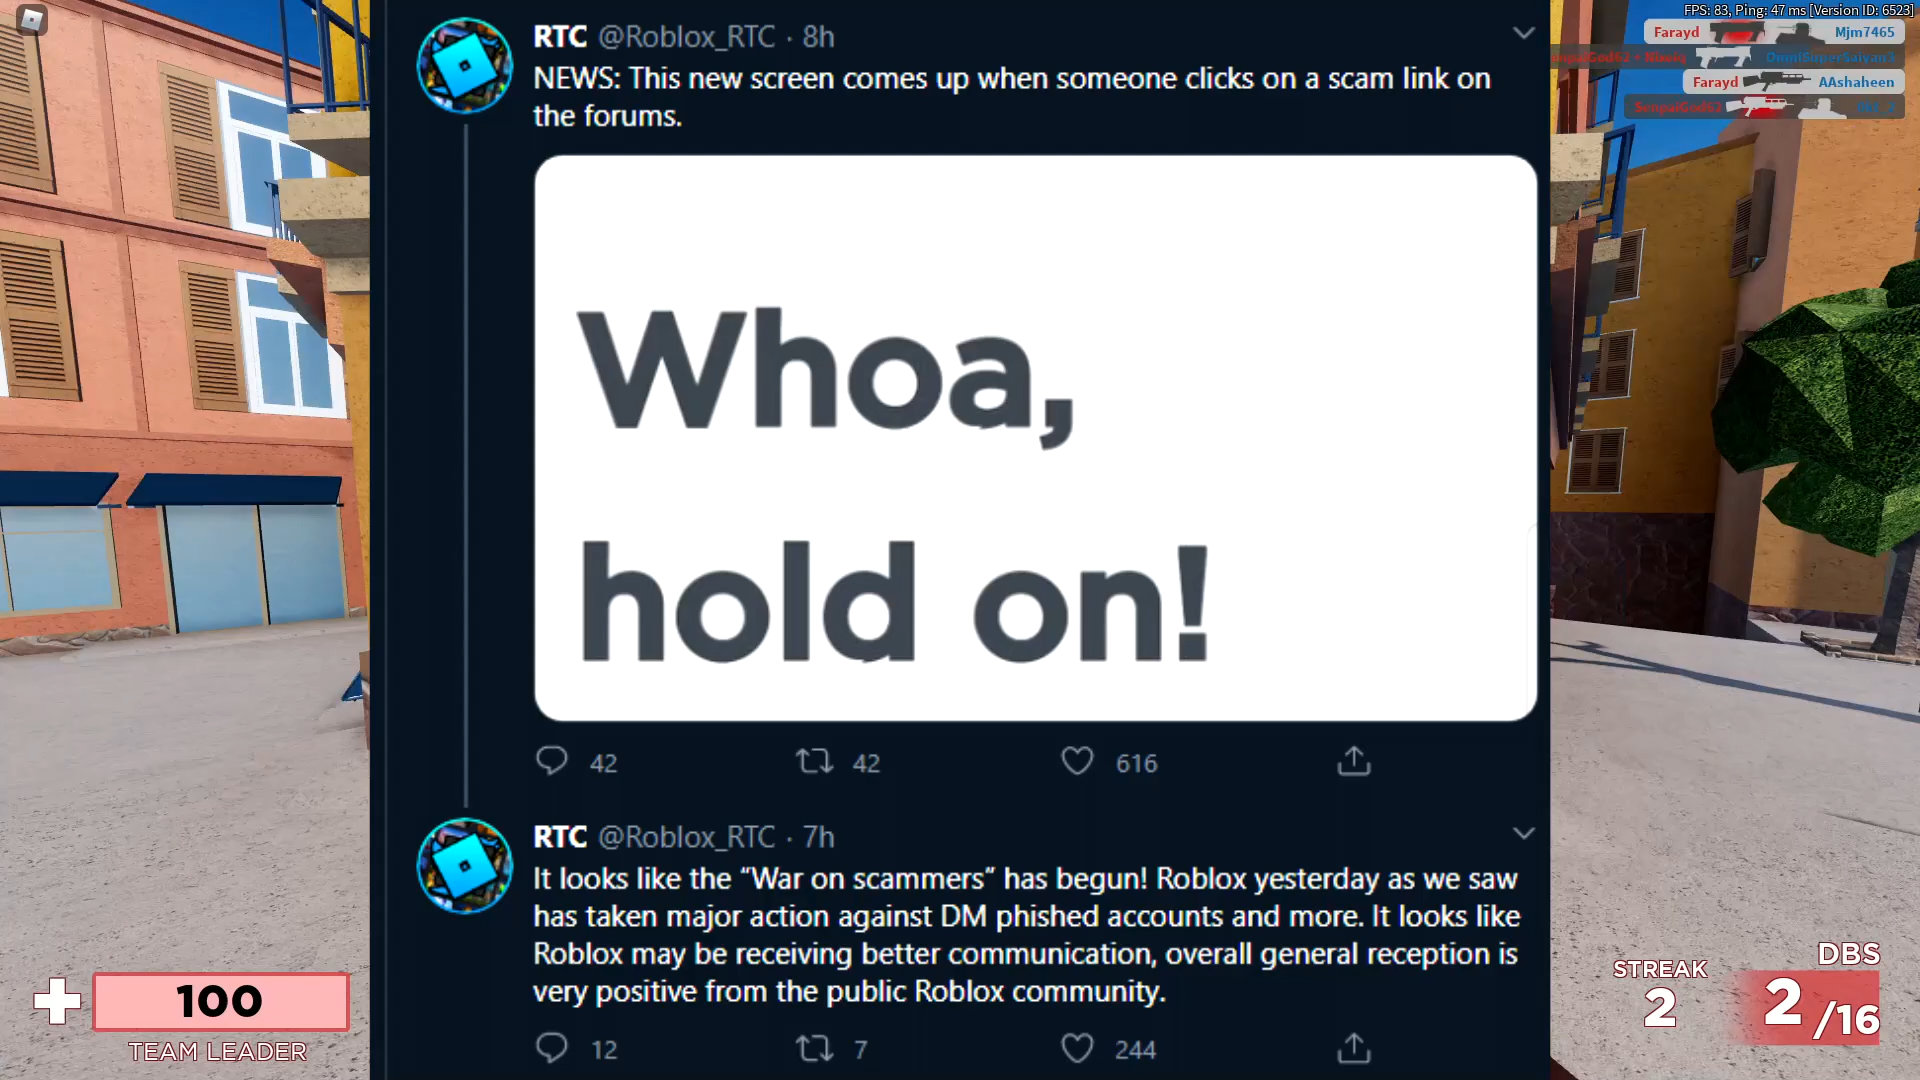 FPS: 83, Ping: 47 ms [Version ID: 6523]
Farayd Mjm7465
Farayd AAshaheen
SenpaiGod62
RTC @Roblox_RTC · 8h
NEWS: This new screen comes up when someone clicks on a scam link on
the forums.
Whoa,
hold on!
42 42 616
RTC @Roblox_RTC · 7h
It looks like the “War on scammers” has begun! Roblox yesterday as we saw
has taken major action against DM phished accounts and more. It looks like
Roblox may be receiving better communication, overall general reception is
very positive from the public Roblox community.
12 7 244
100
TEAM LEADER
STREAK
2
DBS
2/16